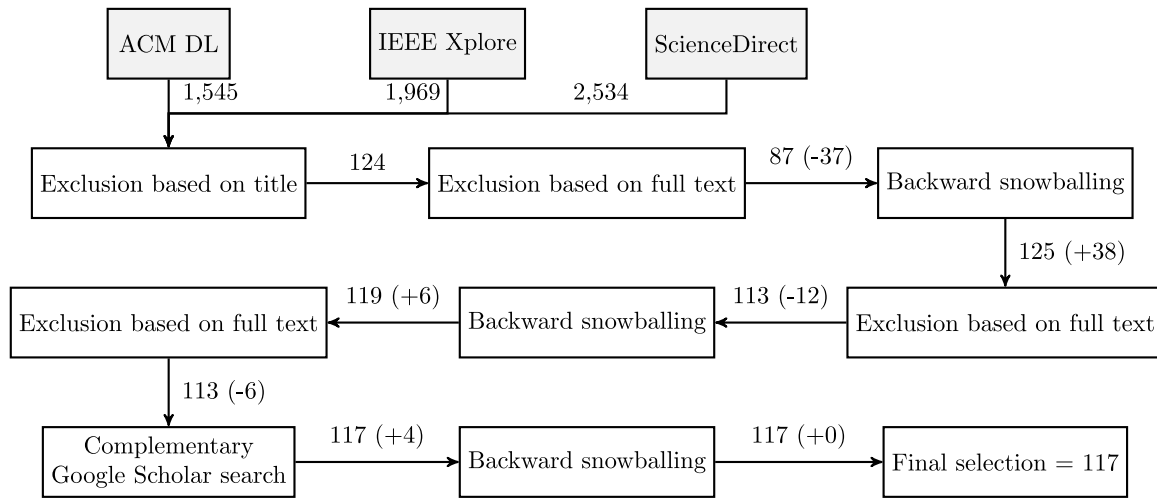 ACM DL
IEEE Xplore
ScienceDirect
1,545
1,969
2,534
Exclusion based on title
124
Exclusion based on full text
87 (-37)
Backward snowballing
125 (+38)
Exclusion based on full text
113 (-12)
Backward snowballing
119 (+6)
Exclusion based on full text
113 (-6)
Complementary
Google Scholar search
117 (+4)
Backward snowballing
117 (+0)
Final selection = 117